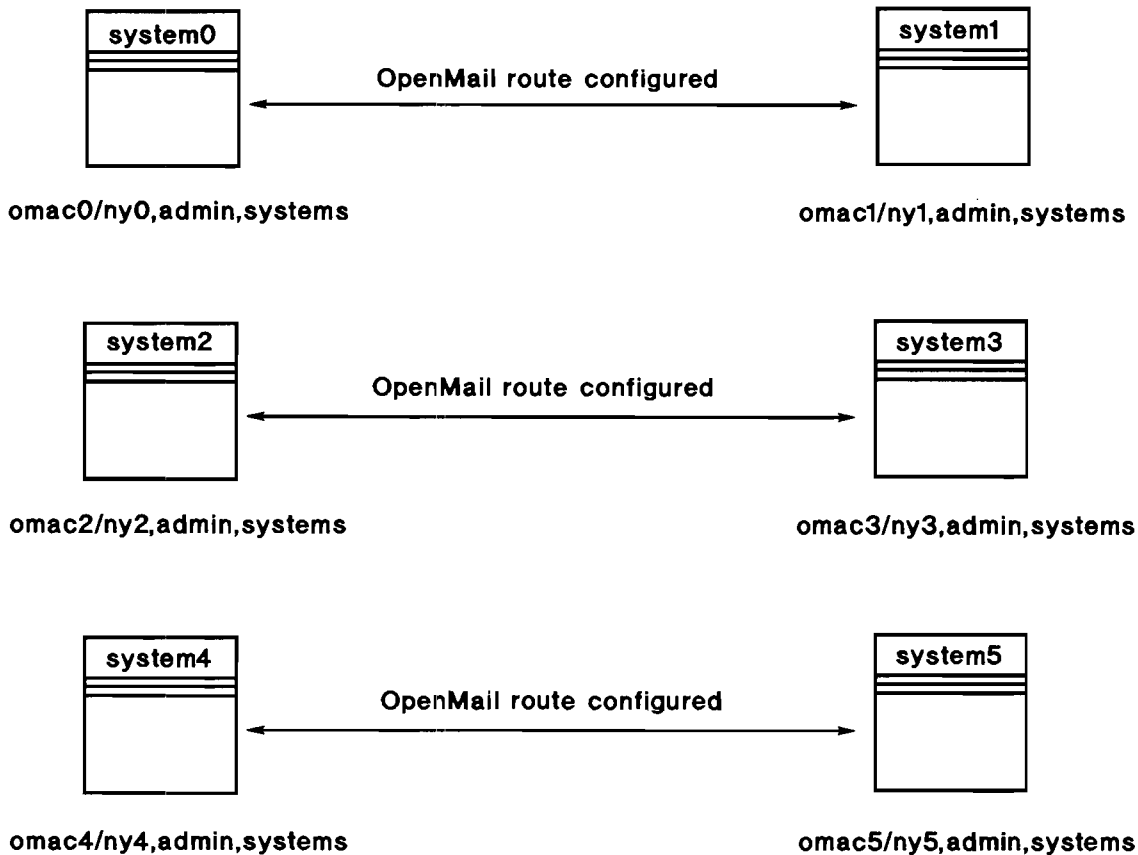 system0
system1
OpenMail route configured
omac0/ny0,admin,systems
omac1/ny1,admin,systems
system2
system3
OpenMail route configured
omac2/ny2,admin,systems
omac3/ny3,admin,systems
system4
system5
OpenMail route configured
omac4/ny4,admin,systems
omac5/ny5,admin,systems